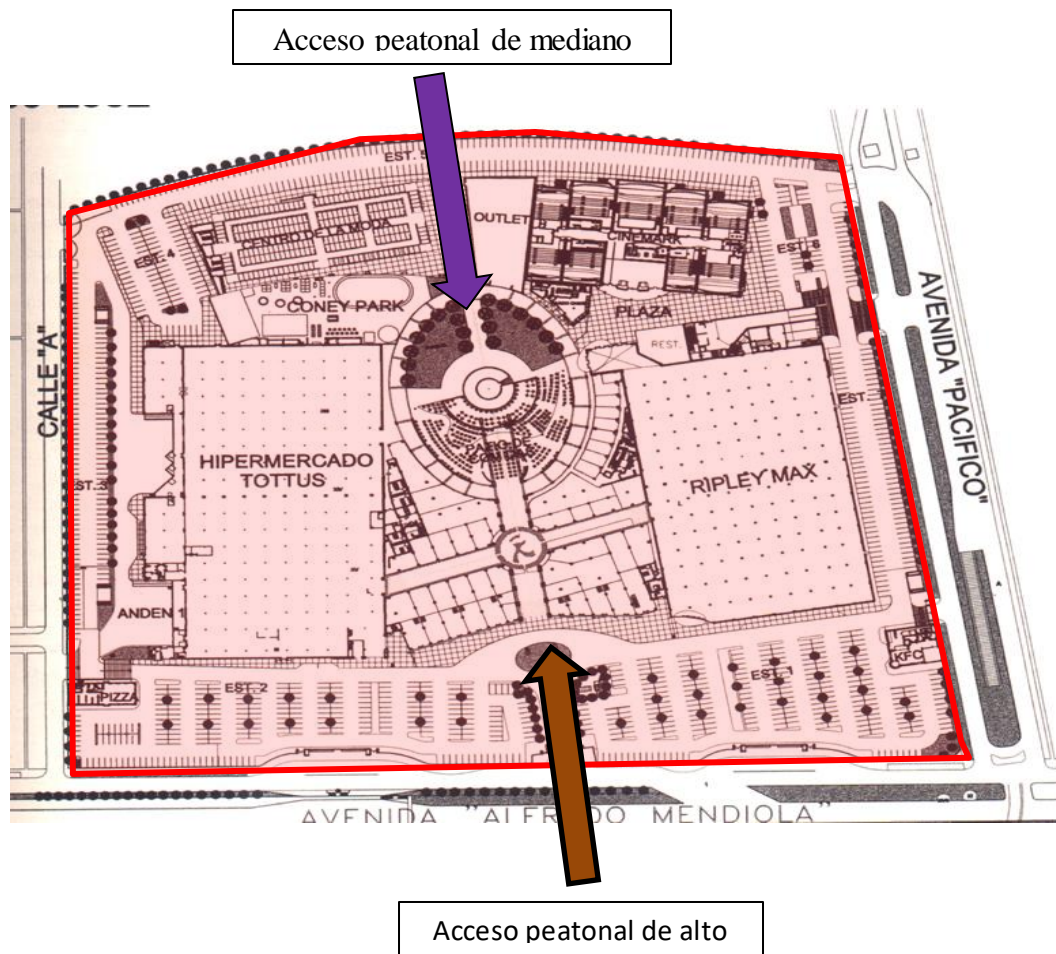 Acceso peatonal de mediano
EST. 5
OUTLET
CENTRO DE LA MODA
CINEMARK
EST. 4
EST. 6
CONEY PARK
PLAZA
REST.
AVENIDA "PACIFICO"
CALLE "A"
EST.
HIPERMERCADO
TOTTUS
RIPLEY MAX
EST. 3
ANDEN 1
KFC
PIZZA
EST. 2
EST. 1
AVENIDA "ALFREDO MENDIOLA"
Acceso peatonal de alto